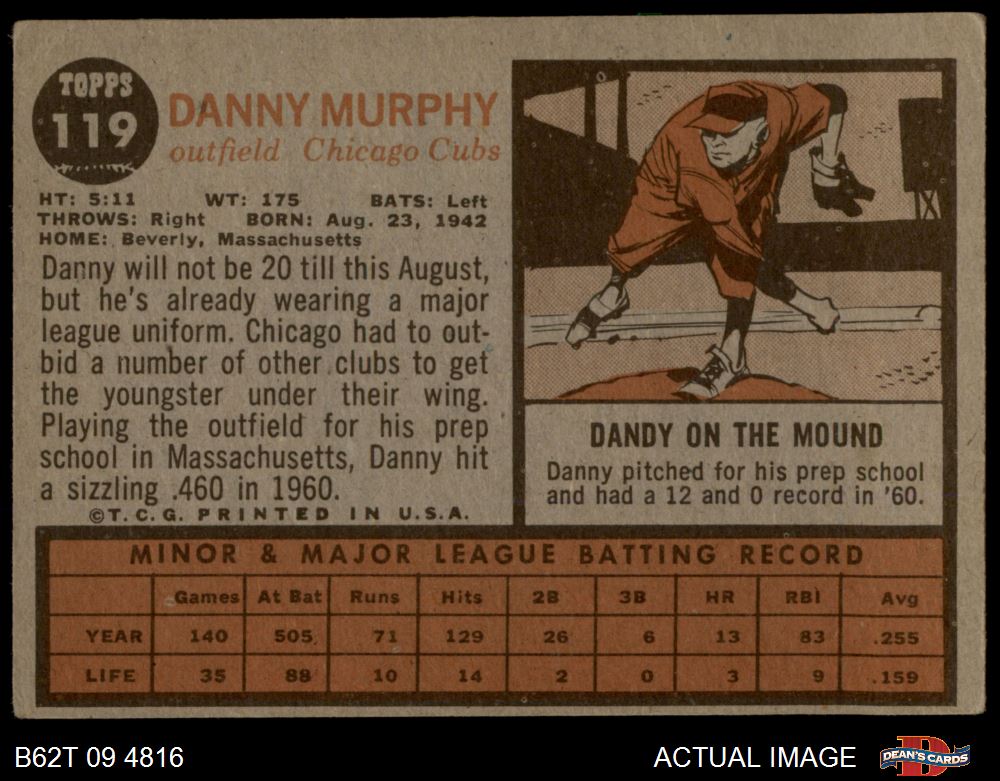 TOPPS
119
DANNY MURPHY
outfield Chicago Cubs
HT: 5:11 WT: 175 BATS: Left
THROWS: Right BORN: Aug. 23, 1942
HOME: Beverly, Massachusetts
Danny will not be 20 till this August,
but he's already wearing a major
league uniform. Chicago had to out-
bid a number of other clubs to get
the youngster under their wing.
Playing the outfield for his prep
school in Massachusetts, Danny hit
a sizzling .460 in 1960.
©T.C.G. PRINTED IN U.S.A.
DANDY ON THE MOUND
Danny pitched for his prep school
and had a 12 and 0 record in '60.
MINOR & MAJOR LEAGUE BATTING RECORD
Games At Bat Runs Hits 2B 3B HR RBI Avg
YEAR 140 505 71 129 26 6 13 83 .255
LIFE 35 88 10 14 2 0 3 9 .159
B62T 09 4816 ACTUAL IMAGE DEAN'S CARDS